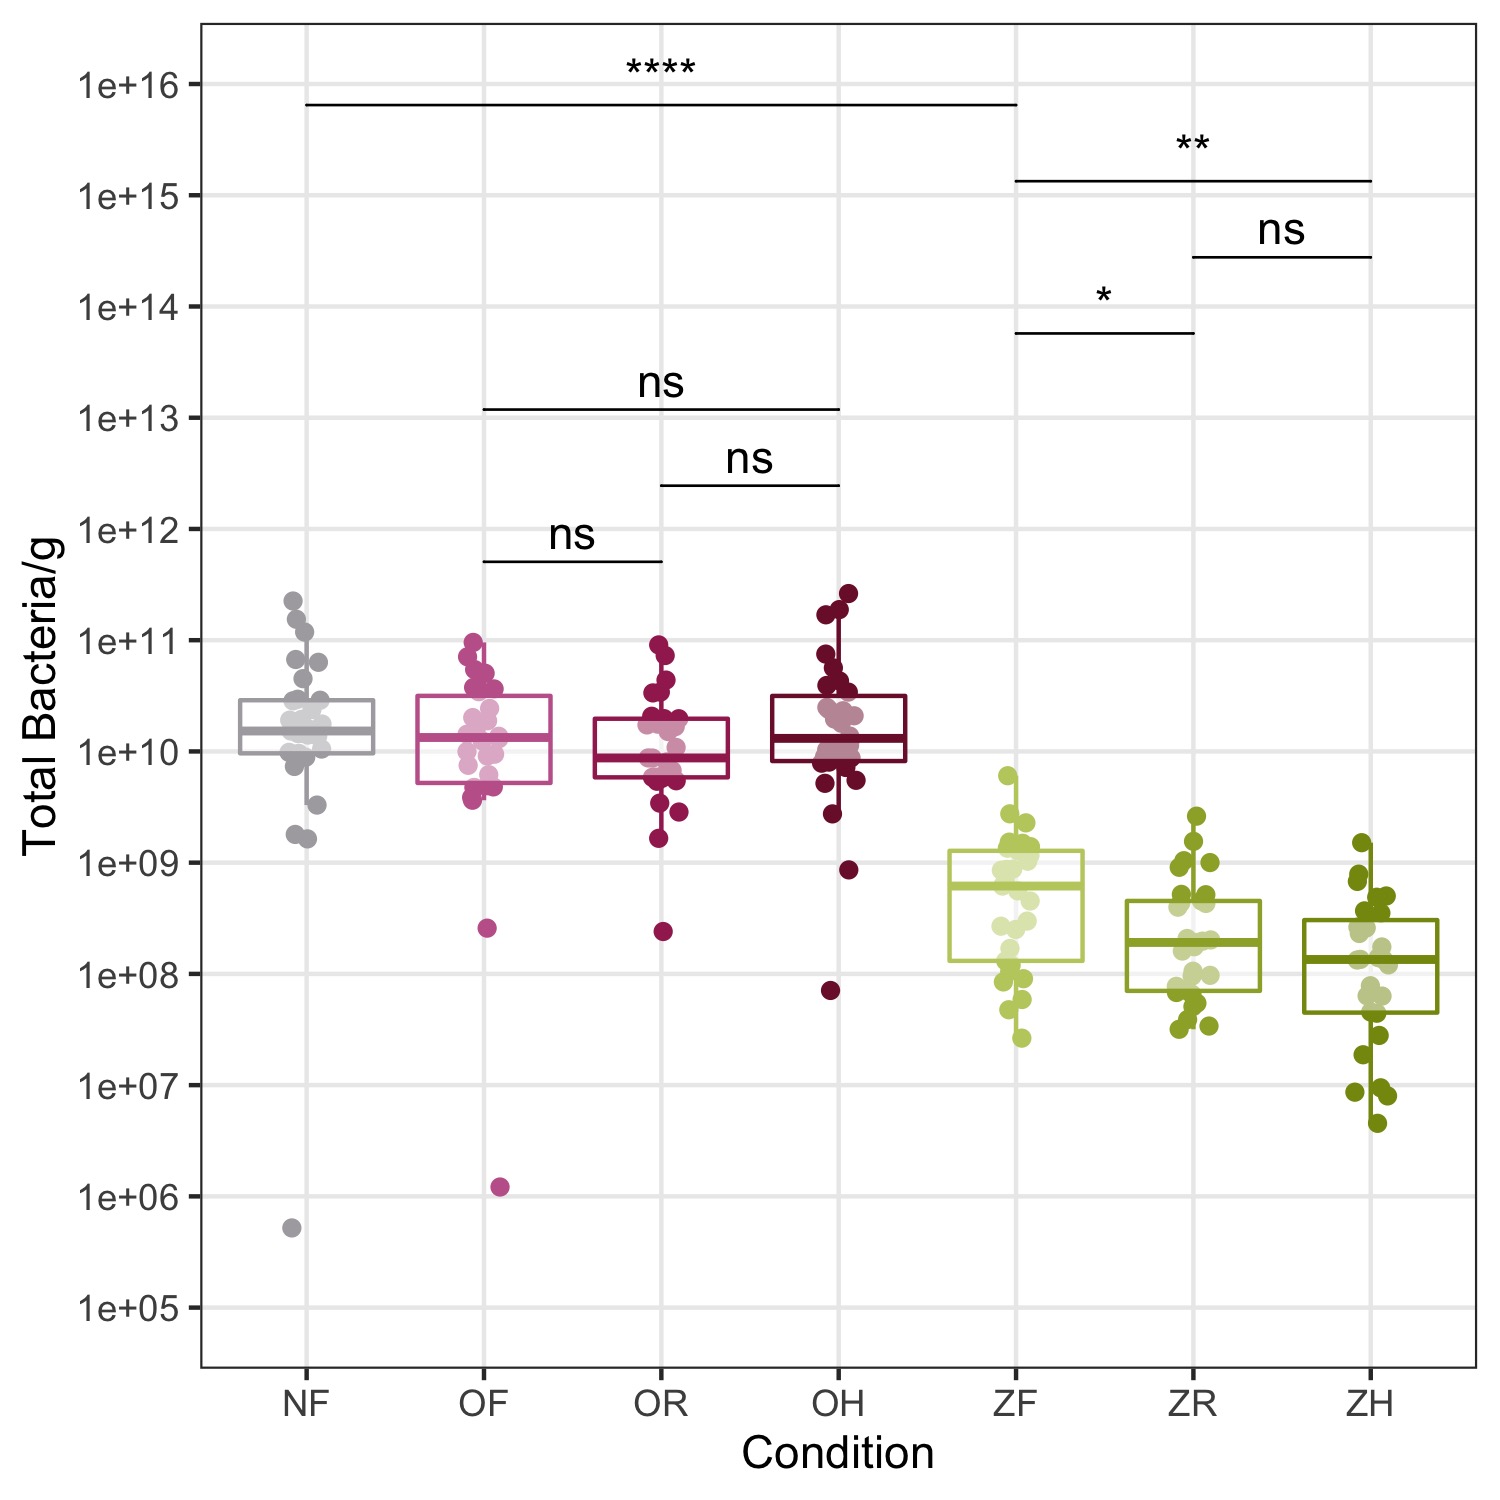 ****
1e+16
**
1e+15
ns
1e+14
*
ns
1e+13
ns
1e+12
ns
1e+11
1e+10
1e+09
1e+08
1e+07
1e+06
1e+05
Total Bacteria/g
NF OF OR OH ZF ZR ZH
Condition